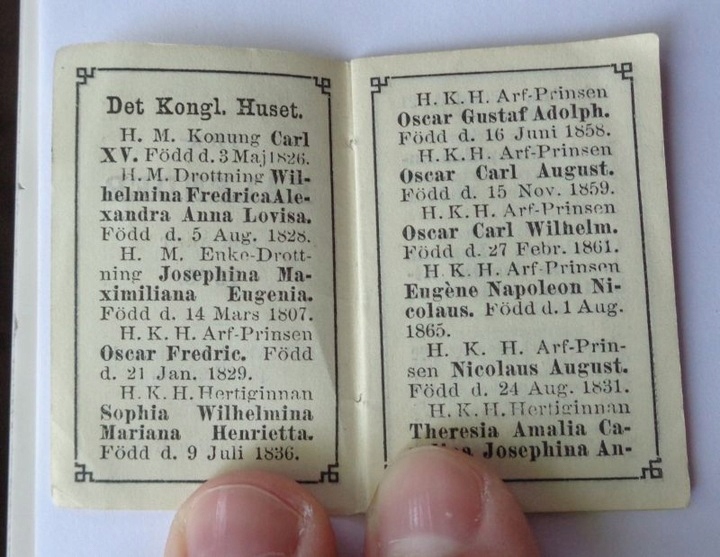 Det Kongl. Huset.
H. M. Konung Carl
XV. Född d. 3 Maj 1826.
H. M. Drottning Wil-
helmina Fredrica Ale-
xandra Anna Lovisa.
Född d. 5 Aug. 1828.
H. M. Enke-Drott-
ning Josephina Ma-
ximiliana Eugenia.
Född d. 14 Mars 1807.
H. K. H. Arf-Prinsen
Oscar Fredric. Född
d. 21 Jan. 1829.
H. K. H. Hertiginnan
Sophia Wilhelmina
Mariana Henrietta.
Född d. 9 Juli 1836.
H. K. H. Arf-Prinsen
Oscar Gustaf Adolph.
Född d. 16 Juni 1858.
H. K. H. Arf-Prinsen
Oscar Carl August.
Född d. 15 Nov. 1859.
H. K. H. Arf-Prinsen
Oscar Carl Wilhelm.
Född d. 27 Febr. 1861.
H. K. H. Arf-Prinsen
Eugène Napoleon Ni-
colaus. Född d. 1 Aug.
1865.
H. K. H. Arf-Prin-
sen Nicolaus August.
Född d. 24 Aug. 1831.
H. K. H. Hertiginnan
Theresia Amalia Ca-
Josephina An-